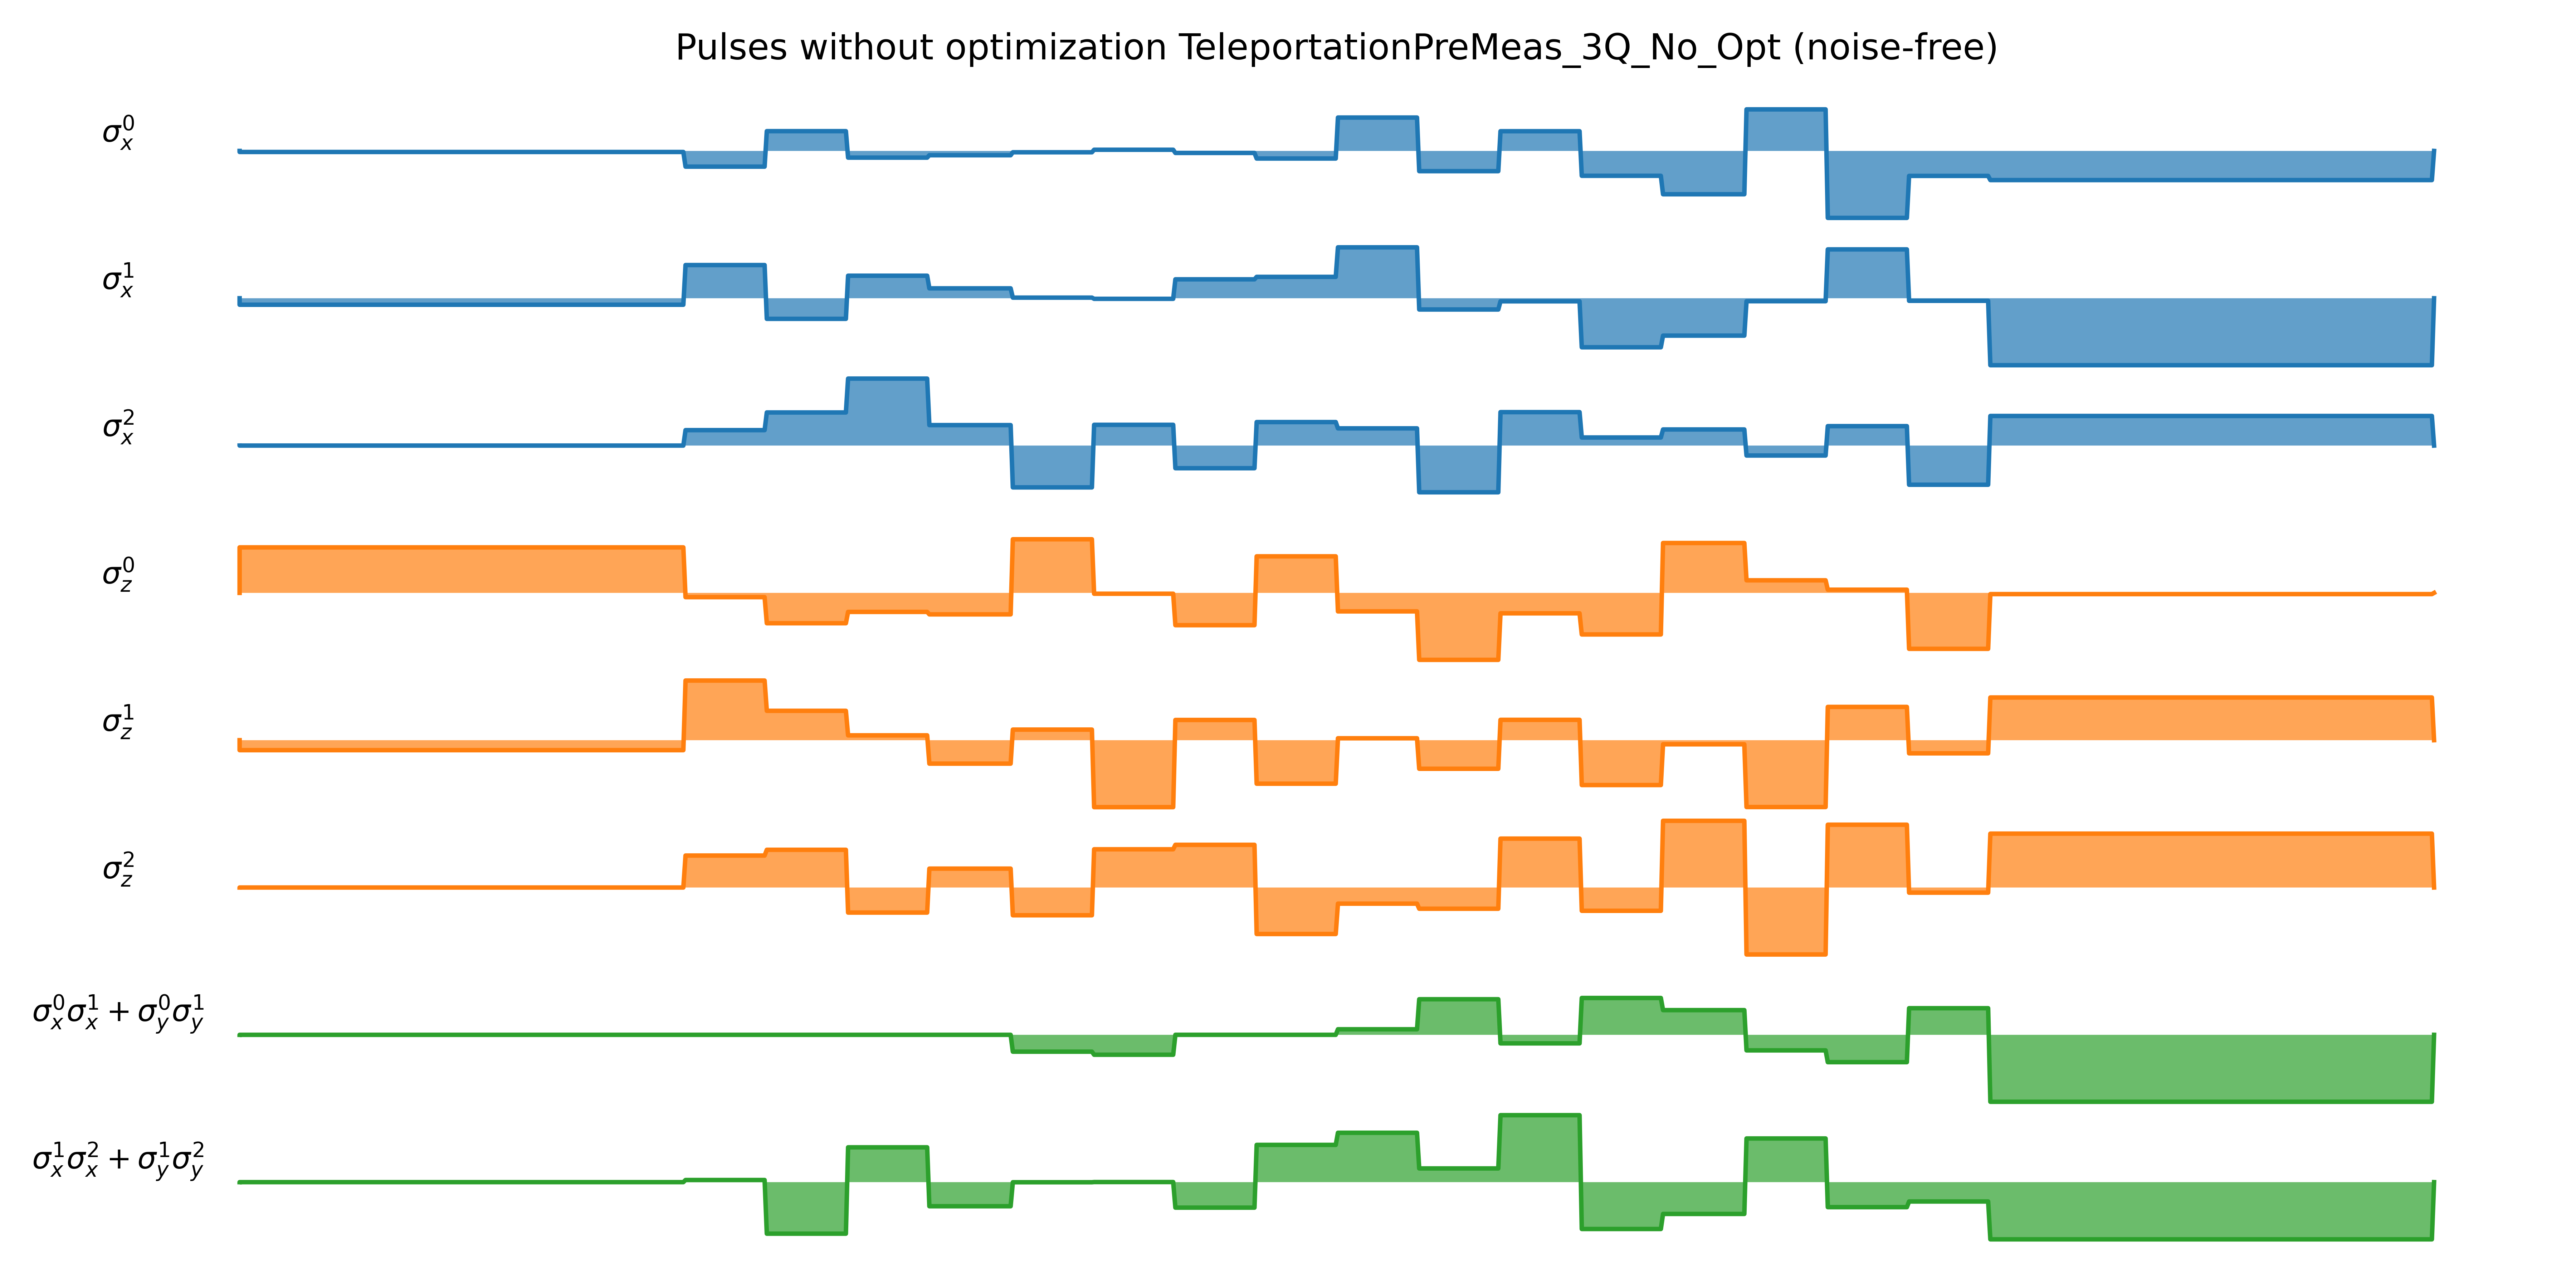 Pulses without optimization TeleportationPreMeas_3Q_No_Opt (noise-free)
σ_x^0
σ_x^1
σ_x^2
σ_z^0
σ_z^1
σ_z^2
σ_x^0σ_x^1 + σ_y^0σ_y^1
σ_x^1σ_x^2 + σ_y^1σ_y^2